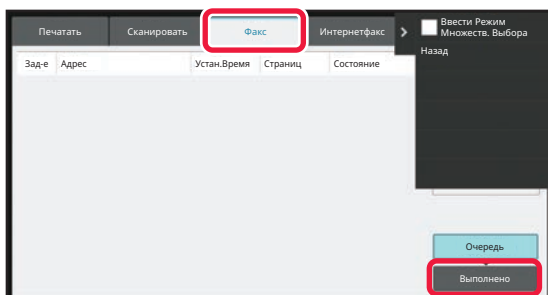 Печатать Сканировать Факс Интернетфакс
Ввести Режим
Множеств. Выбора
Назад
Зад-е Адрес Устан.Время Страниц Состояние
Очередь
Выполнено